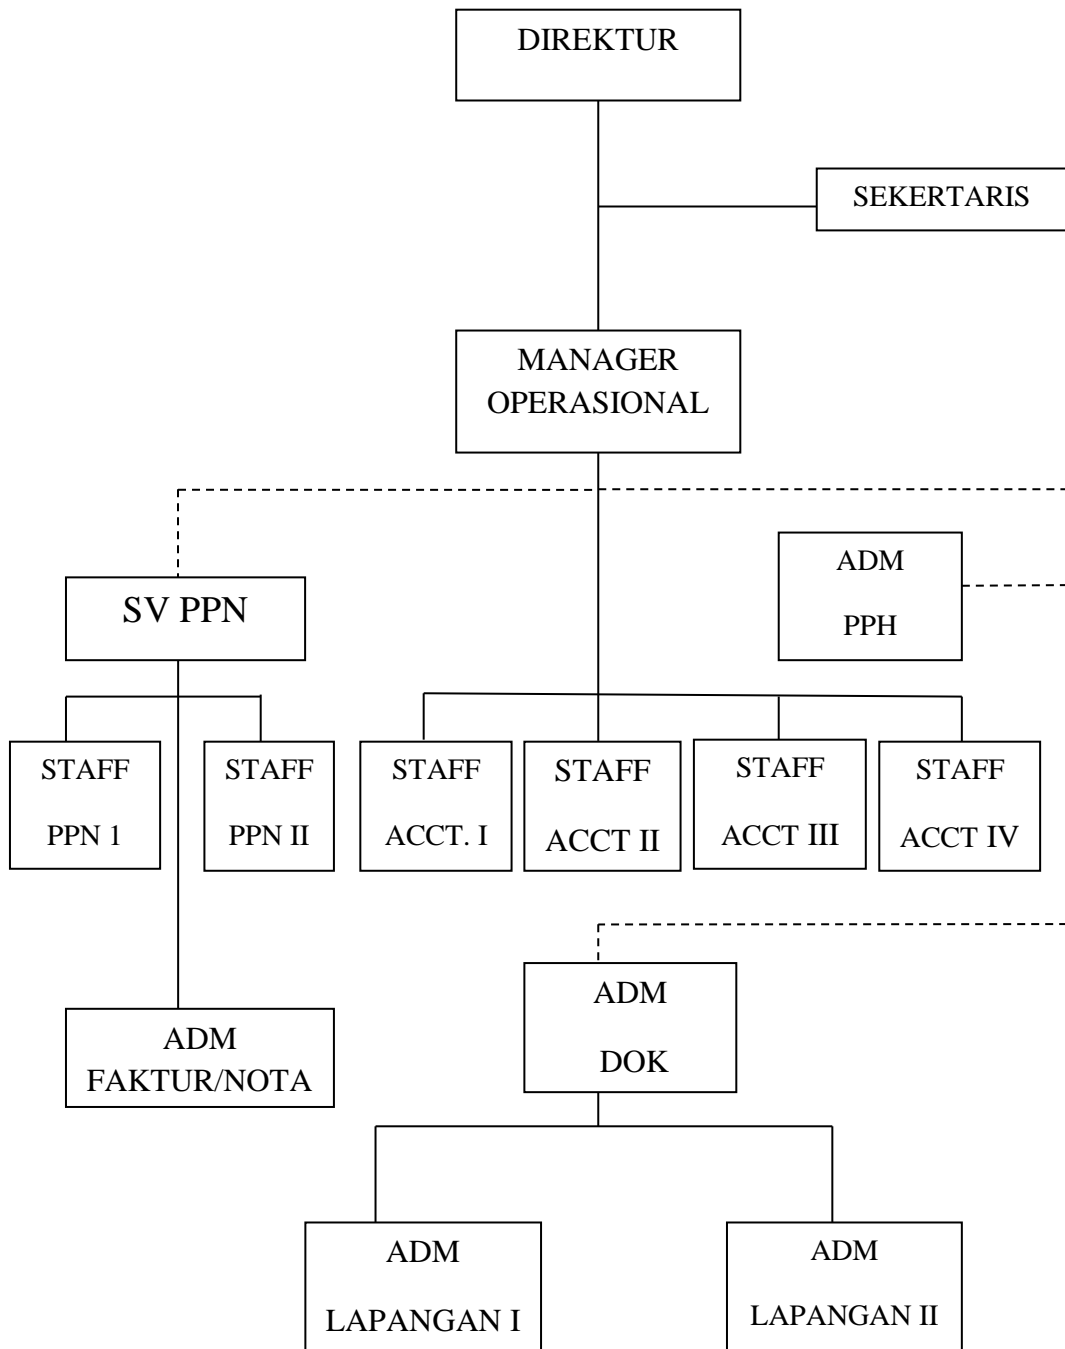 DIREKTUR
SEKERTARIS
MANAGER
OPERASIONAL
ADM
PPH
SV PPN
STAFF
PPN 1
STAFF
PPN II
STAFF
ACCT. I
STAFF
ACCT II
STAFF
ACCT III
STAFF
ACCT IV
ADM
FAKTUR/NOTA
ADM
DOK
ADM
LAPANGAN I
ADM
LAPANGAN II